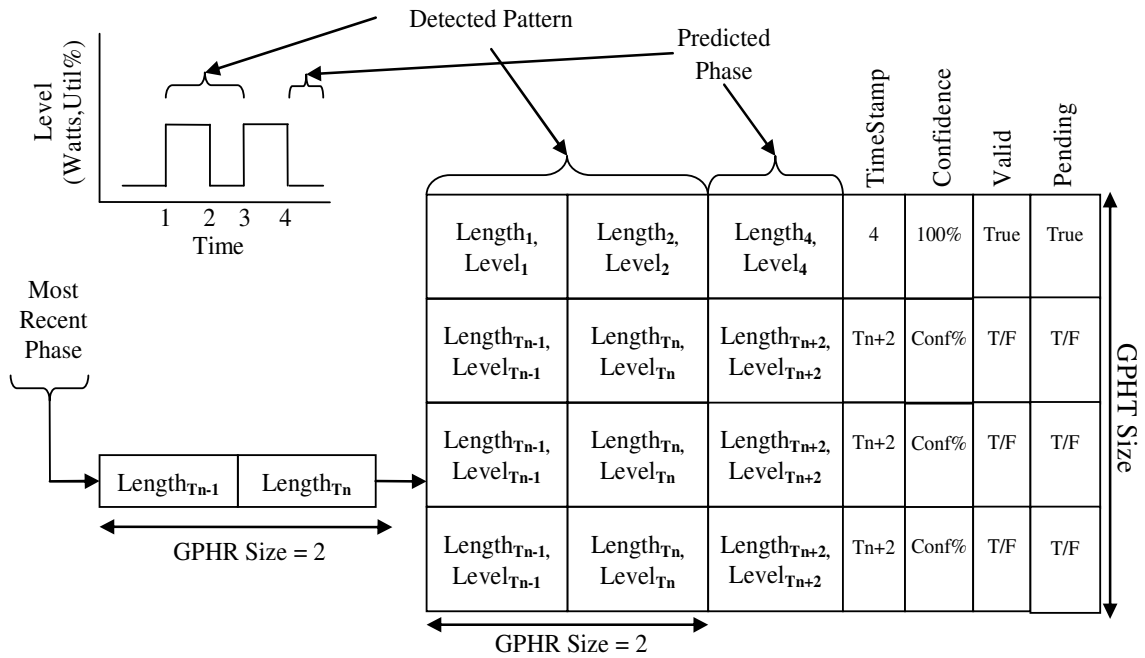 Detected Pattern
Predicted
Phase
Level
(Watts,Util%)
1 2 3 4
Time
TimeStamp
Confidence
Valid
Pending
Length1, Length2, Length4, 4 100% True True
Level1 Level2 Level4
Most
Recent
Phase
LengthTn-1, LengthTn, LengthTn+2, Tn+2 Conf% T/F T/F
LevelTn-1 LevelTn LevelTn+2
GPHT Size
LengthTn-1, LengthTn, LengthTn+2, Tn+2 Conf% T/F T/F
LevelTn-1 LevelTn LevelTn+2
LengthTn-1 LengthTn
GPHR Size = 2
LengthTn-1, LengthTn, LengthTn+2, Tn+2 Conf% T/F T/F
LevelTn-1 LevelTn LevelTn+2
GPHR Size = 2